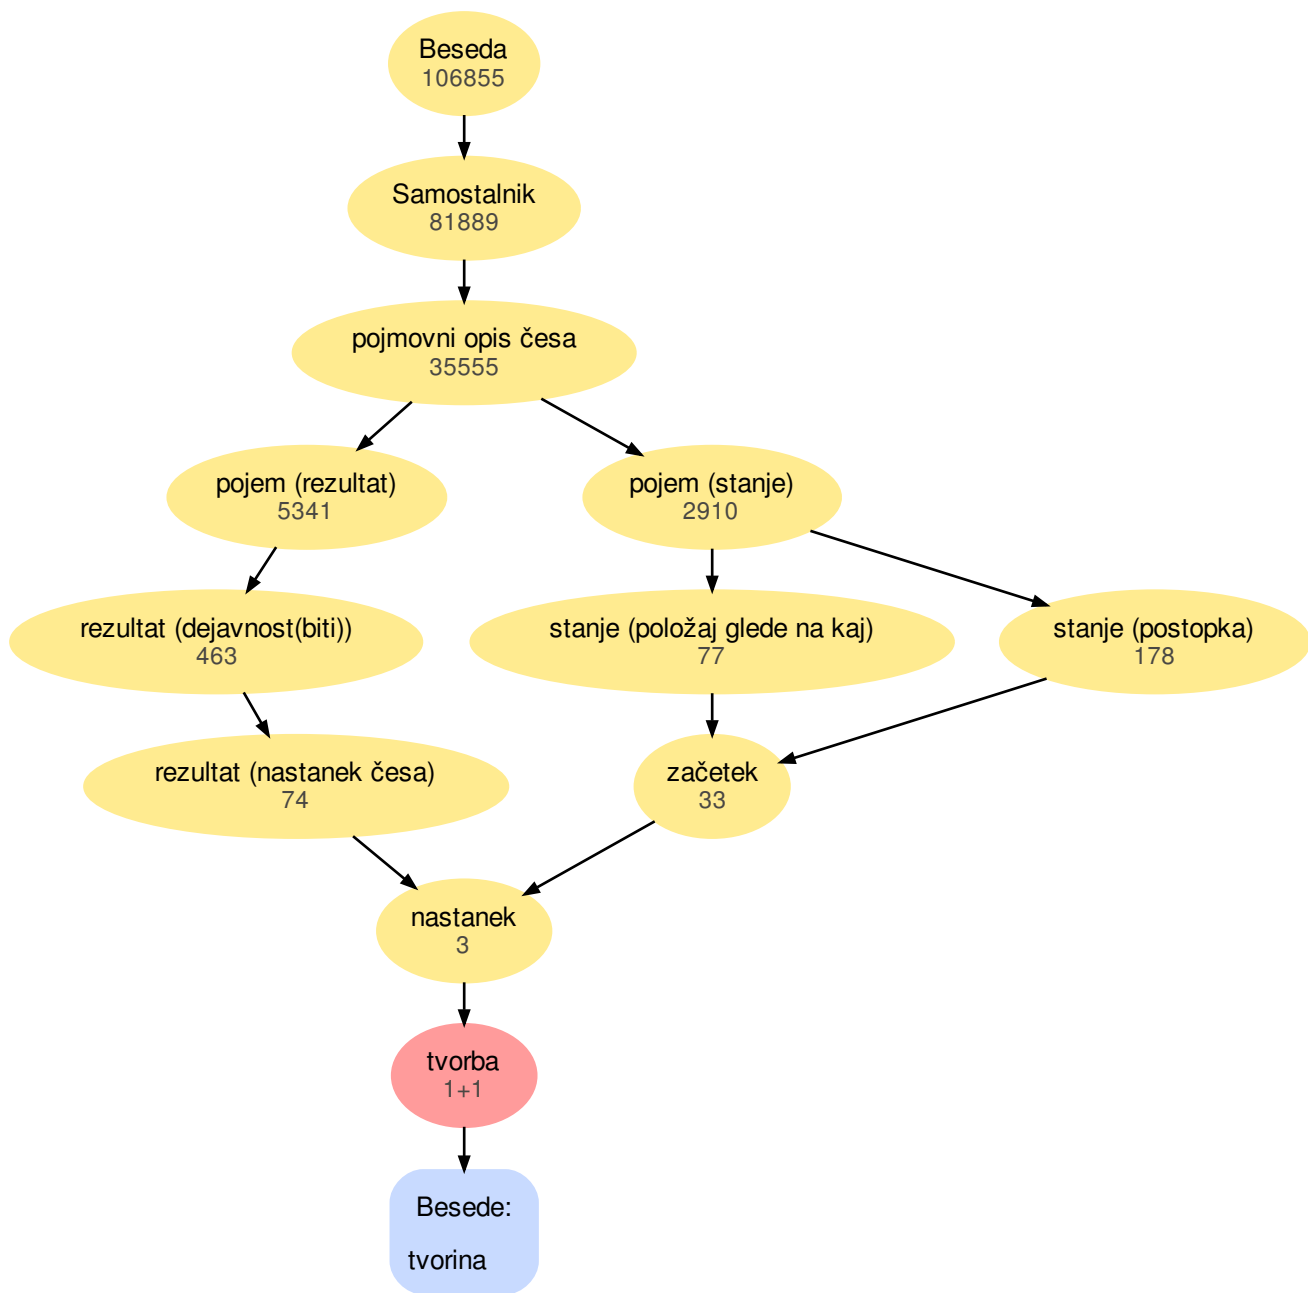 Beseda
106855
Samostalnik
81889
pojmovni opis česa
35555
pojem (rezultat)
5341
pojem (stanje)
2910
rezultat (dejavnost(biti))
463
stanje (položaj glede na kaj)
77
stanje (postopka)
178
rezultat (nastanek česa)
74
začetek
33
nastanek
3
tvorba
1+1
Besede:
tvorina